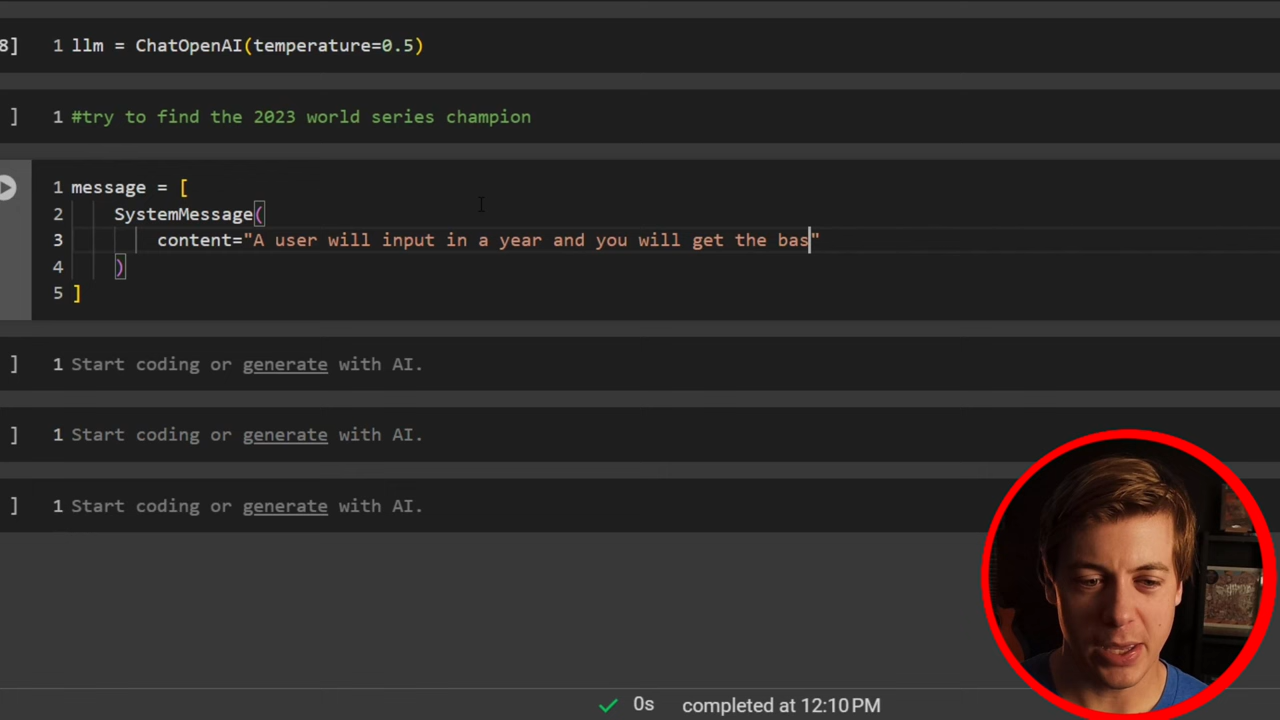 8] 1 llm = ChatOpenAI(temperature=0.5)
] 1 #try to find the 2023 world series champion
1 message = [
2 SystemMessage(
3 content="A user will input in a year and you will get the bas"
4 )
5 ]
] 1 Start coding or generate with AI.
] 1 Start coding or generate with AI.
] 1 Start coding or generate with AI.
0s completed at 12:10 PM